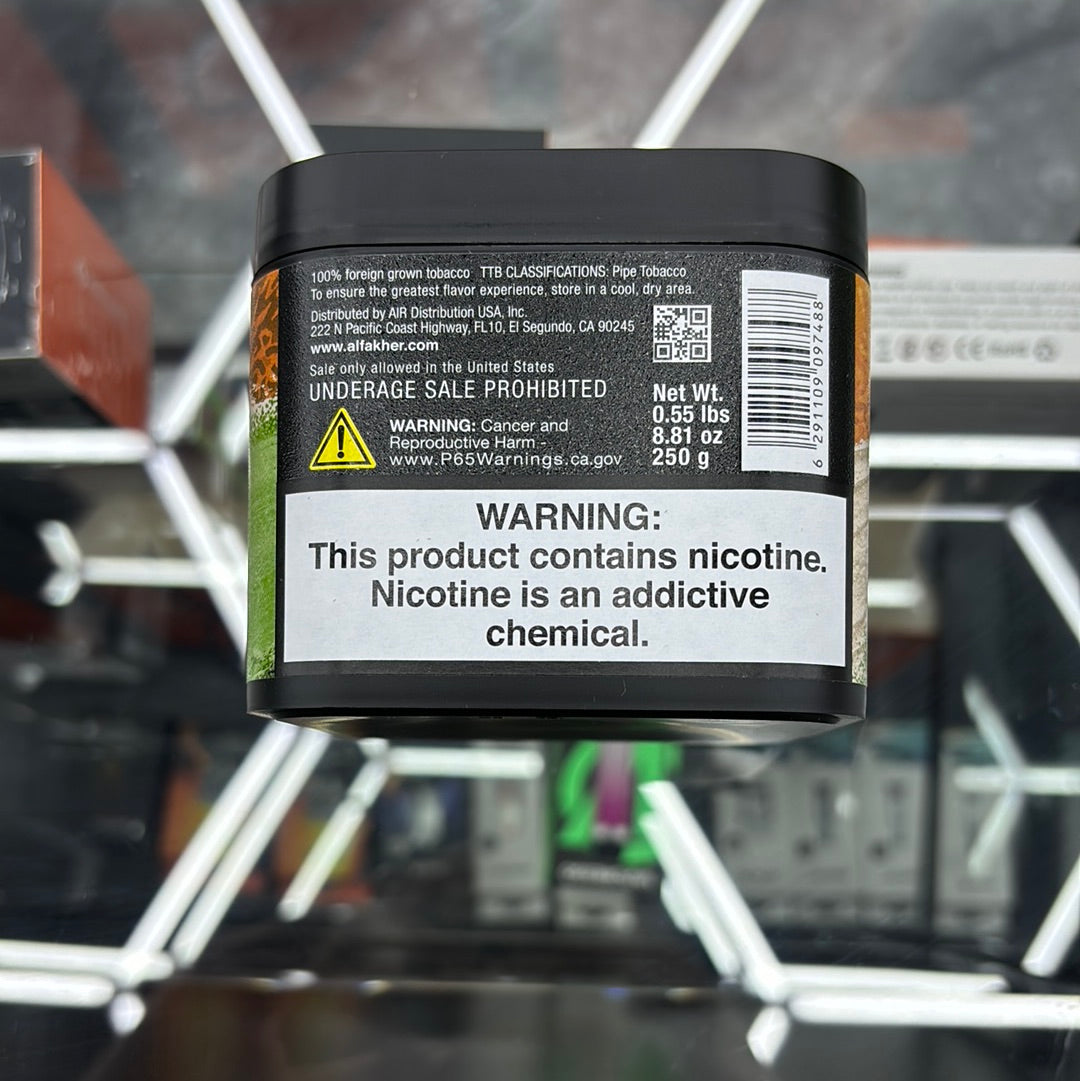 100% foreign grown tobacco TTB CLASSIFICATIONS: Pipe Tobacco
To ensure the greatest flavor experience, store in a cool, dry area.
Distributed by AIR Distribution USA, Inc.
222 N Pacific Coast Highway, FL10, El Segundo, CA 90245
www.alfakher.com
Sale only allowed in the United States
UNDERAGE SALE PROHIBITED
WARNING: Cancer and
Reproductive Harm -
www.P65Warnings.ca.gov
Net Wt.
0.55 lbs
8.81 oz
250 g
6 291109 097488
WARNING:
This product contains nicotine.
Nicotine is an addictive
chemical.